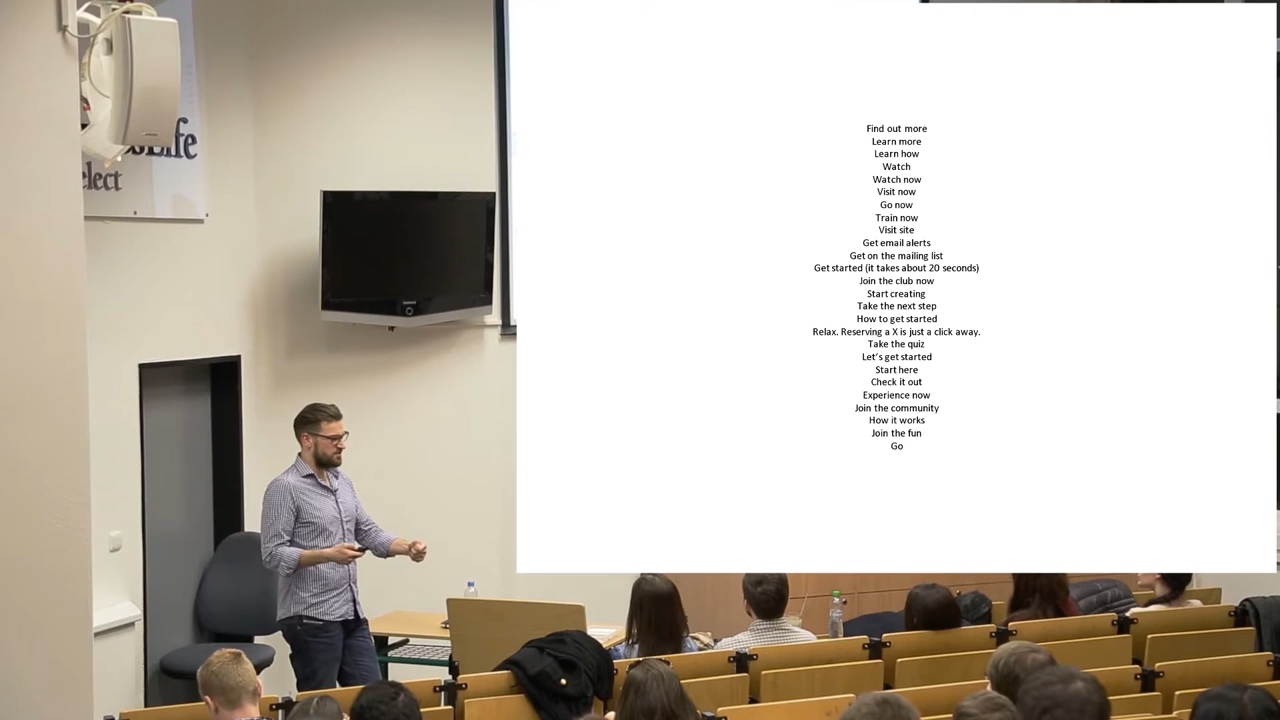 Life
elect
Find out more
Learn more
Learn how
Watch
Watch now
Visit now
Go now
Train now
Visit site
Get email alerts
Get on the mailing list
Get started (it takes about 20 seconds)
Join the club now
Start creating
Take the next step
How to get started
Relax. Reserving a X is just a click away.
Take the quiz
Let's get started
Start here
Check it out
Experience now
Join the community
How it works
Join the fun
Go